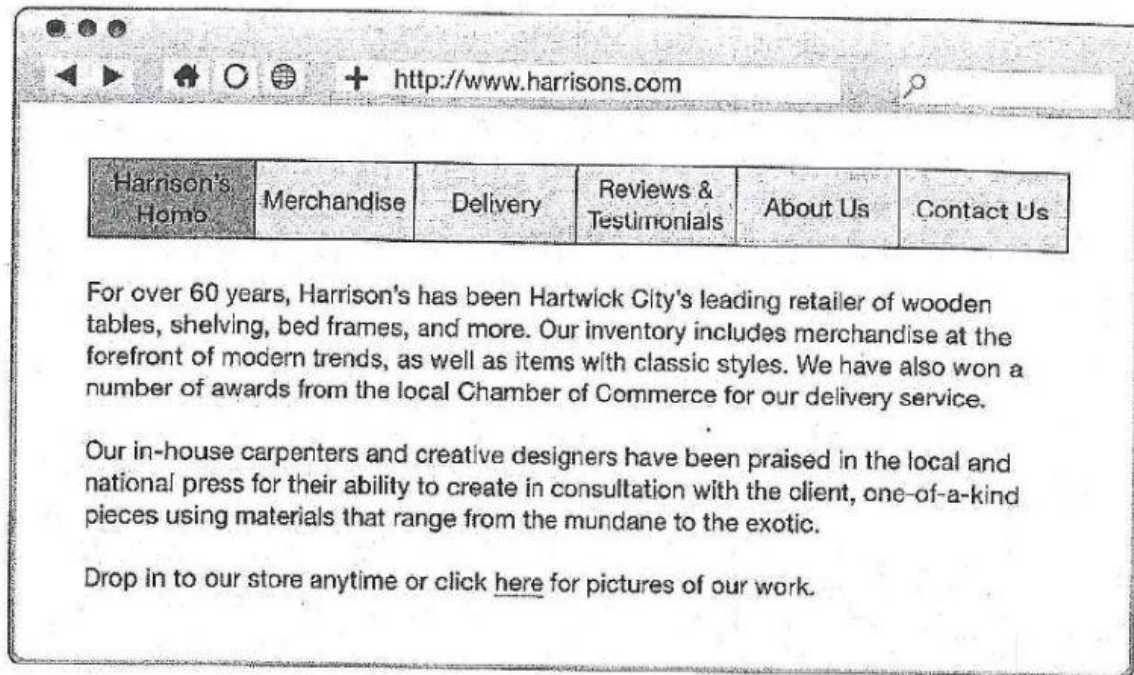 http://www.harrisons.com
Harrison's
Home
Merchandise
Delivery
Reviews &
Testimonials
About Us
Contact Us
For over 60 years, Harrison's has been Hartwick City's leading retailer of wooden
tables, shelving, bed frames, and more. Our inventory includes merchandise at the
forefront of modern trends, as well as items with classic styles. We have also won a
number of awards from the local Chamber of Commerce for our delivery service.
Our in-house carpenters and creative designers have been praised in the local and
national press for their ability to create in consultation with the client, one-of-a-kind
pieces using materials that range from the mundane to the exotic.
Drop in to our store anytime or click here for pictures of our work.